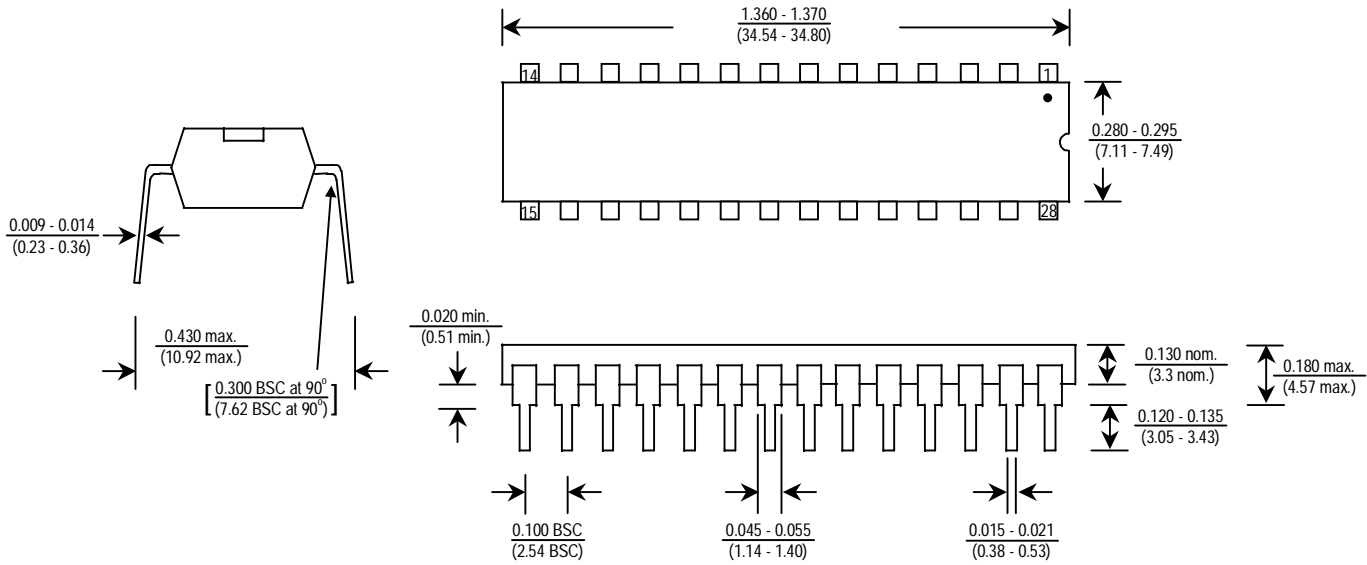 1.360 - 1.370
(34.54 - 34.80)
14
1
0.280 - 0.295
(7.11 - 7.49)
15
28
0.009 - 0.014
(0.23 - 0.36)
0.430 max.
(10.92 max.)
[0.300 BSC at 90°
(7.62 BSC at 90°)]
0.020 min.
(0.51 min.)
0.130 nom.
(3.3 nom.)
0.180 max.
(4.57 max.)
0.120 - 0.135
(3.05 - 3.43)
0.100 BSC
(2.54 BSC)
0.045 - 0.055
(1.14 - 1.40)
0.015 - 0.021
(0.38 - 0.53)